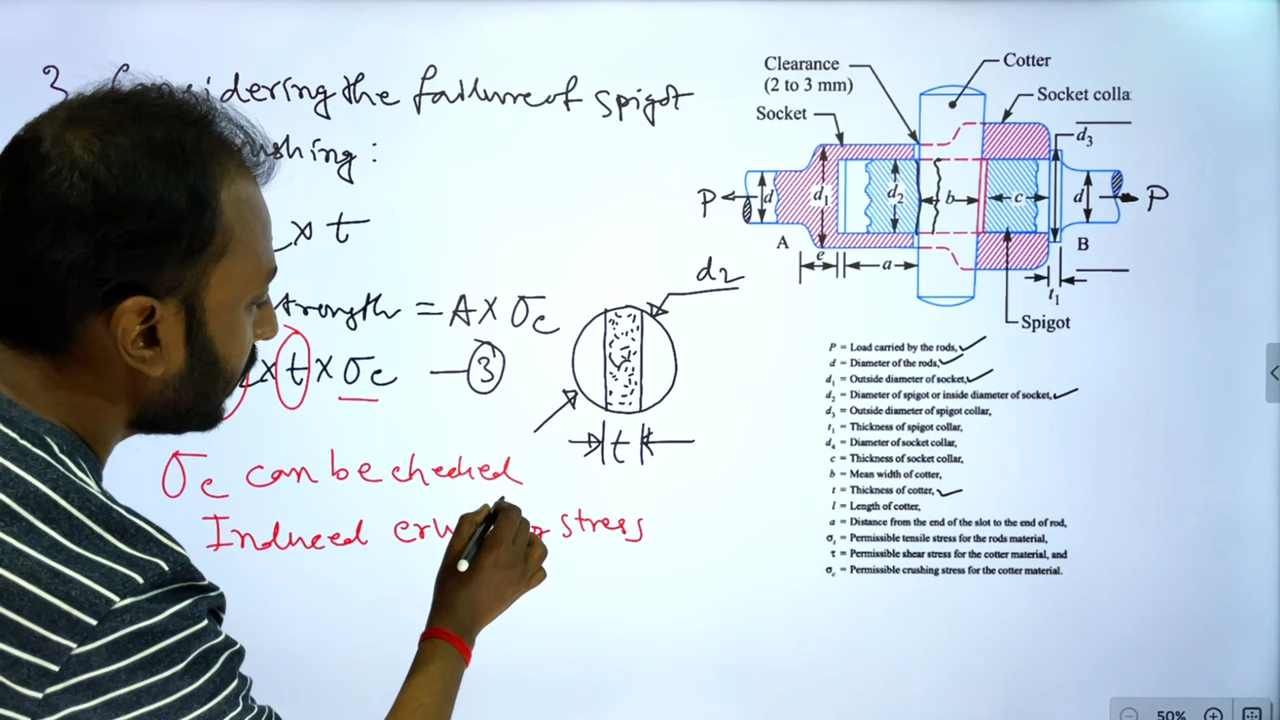 the failure of spigot
:
x t
= A x σc
x t x σc — ③
d2
t
σc can be checked
Induced stress
Clearance
(2 to 3 mm)
Cotter
Socket colla
Socket
d3
P
d
d1
d2
b
c
d
P
A
B
e
a
t1
Spigot
P = Load carried by the rods,
d = Diameter of the rods,
d1 = Outside diameter of socket,
d2 = Diameter of spigot or inside diameter of socket,
d3 = Outside diameter of spigot collar,
t1 = Thickness of spigot collar,
d4 = Diameter of socket collar,
c = Thickness of socket collar,
b = Mean width of cotter,
t = Thickness of cotter,
l = Length of cotter,
a = Distance from the end of the slot to the end of rod,
σt = Permissible tensile stress for the rods material,
τ = Permissible shear stress for the cotter material, and
σc = Permissible crushing stress for the cotter material.
50%